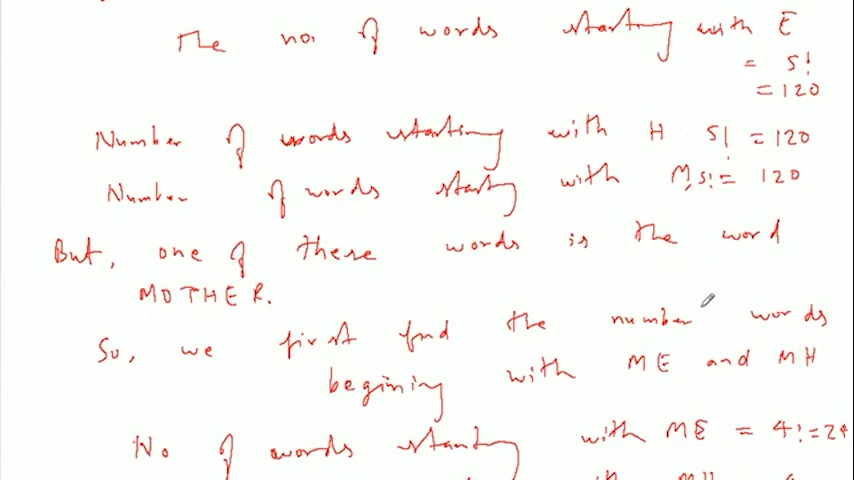 The no. of words starting with E
= 5!
= 120
Number of words starting with H 5! = 120
Number of words starting with M, 5! = 120
But, one of these words is the word
MOTHER.
So, we first find the number words
begining with ME and MH
No of words starting with ME = 4! = 24
with MH